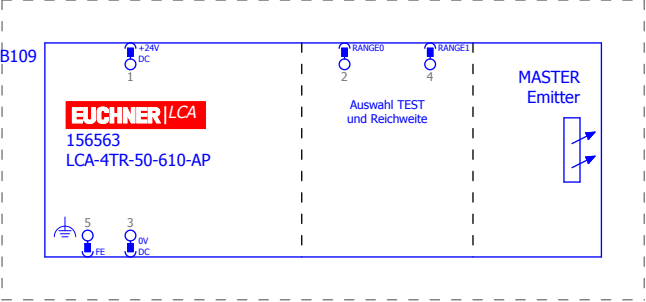 B109
+24V
DC
1
RANGE0
2
RANGE1
4
MASTER
Emitter
EUCHNER LCA
156563
LCA-4TR-50-610-AP
Auswahl TEST
und Reichweite
5
FE
3
0V
DC